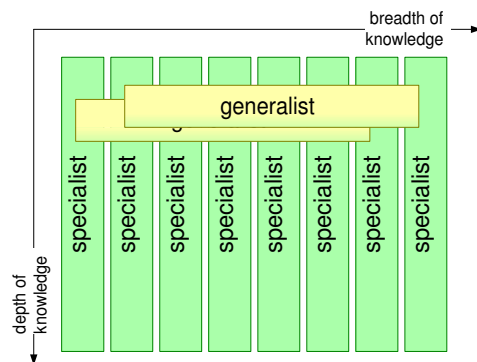 breadth of
knowledge
generalist
specialist
specialist
specialist
specialist
specialist
specialist
specialist
specialist
depth of
knowledge